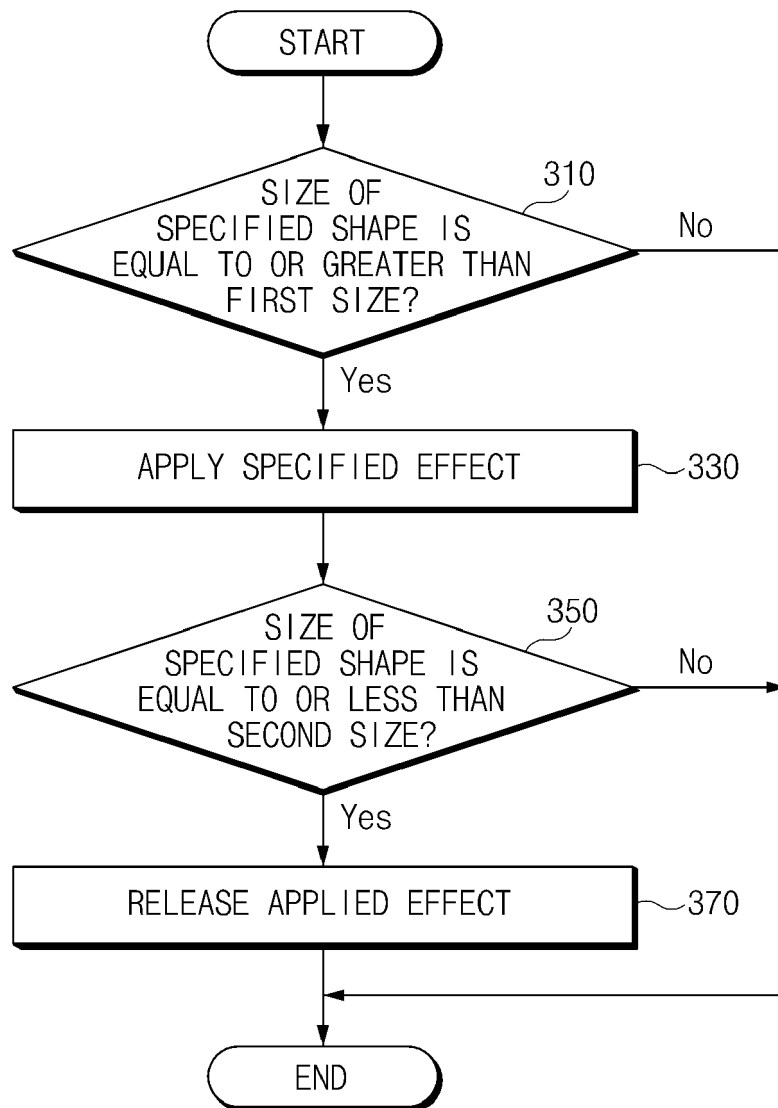 START
310
SIZE OF
SPECIFIED SHAPE IS
EQUAL TO OR GREATER THAN
FIRST SIZE?
No
Yes
APPLY SPECIFIED EFFECT
330
350
SIZE OF
SPECIFIED SHAPE IS
EQUAL TO OR LESS THAN
SECOND SIZE?
No
Yes
RELEASE APPLIED EFFECT
370
END